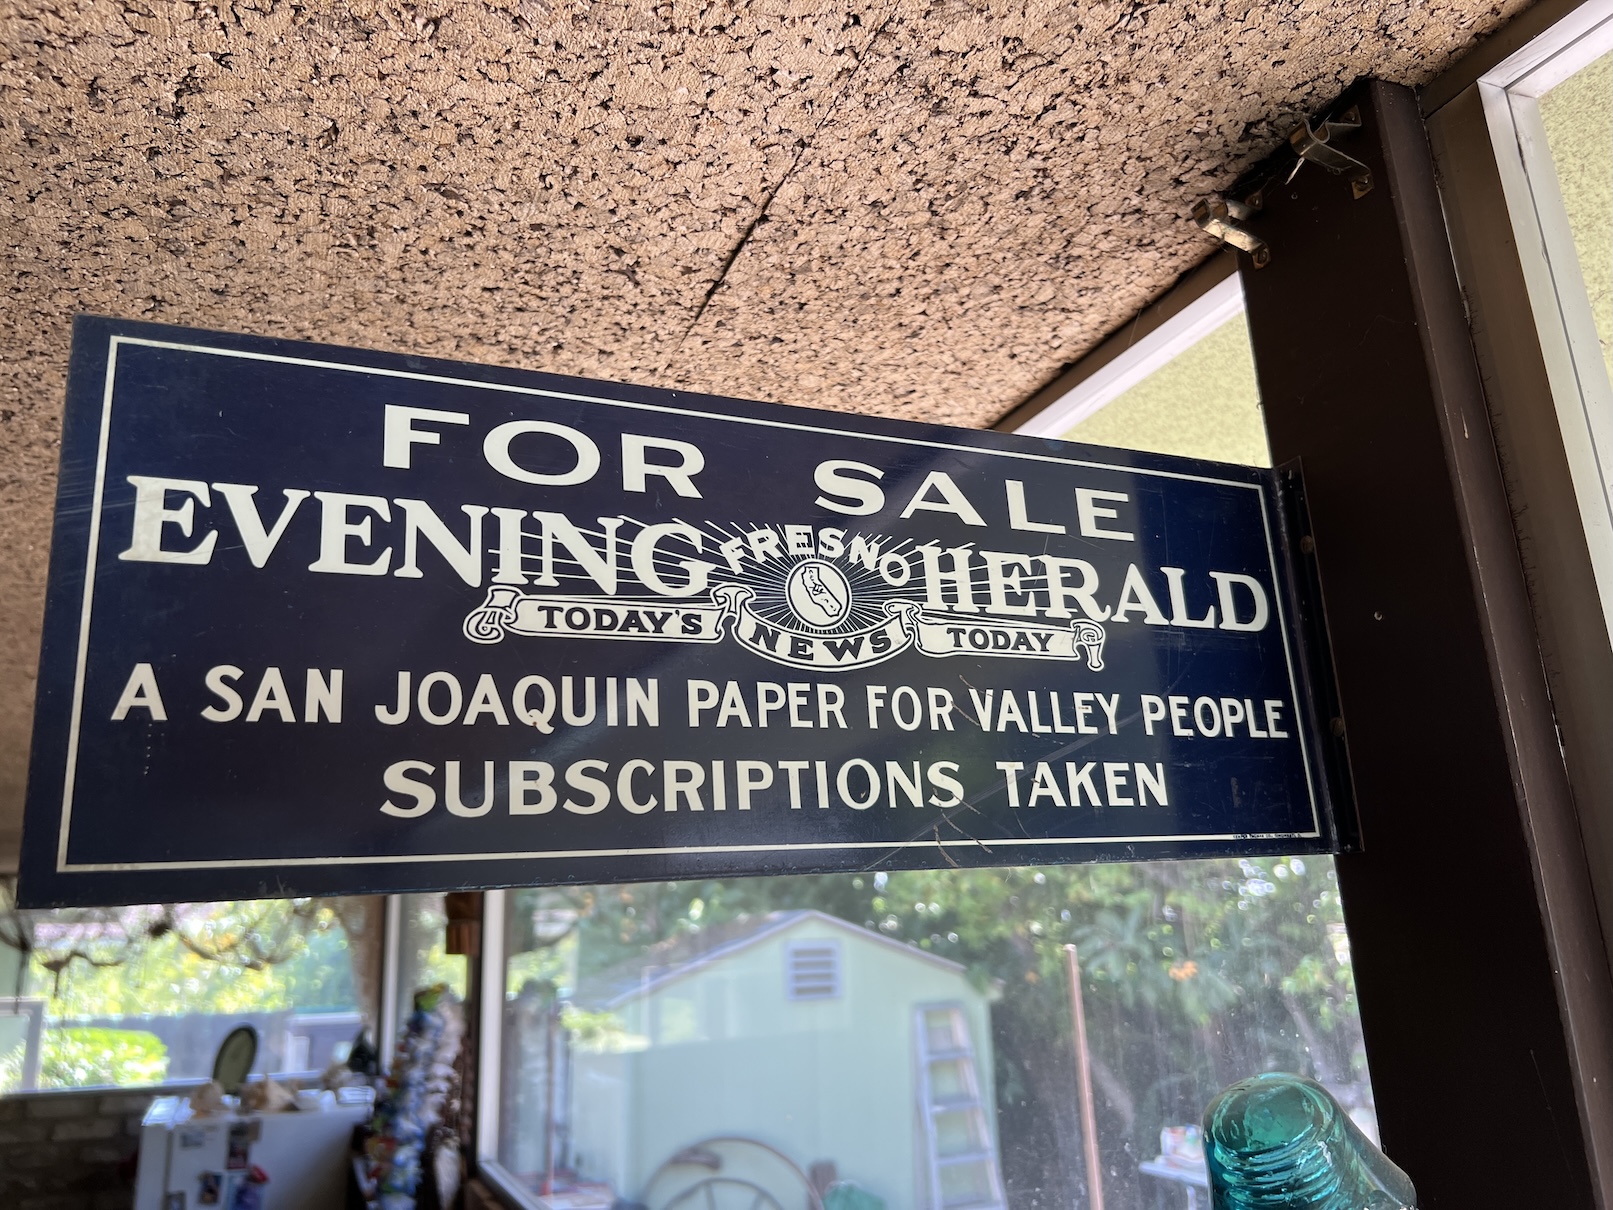 FOR SALE
EVENING FRESNO HERALD
TODAY'S NEWS TODAY
A SAN JOAQUIN PAPER FOR VALLEY PEOPLE
SUBSCRIPTIONS TAKEN